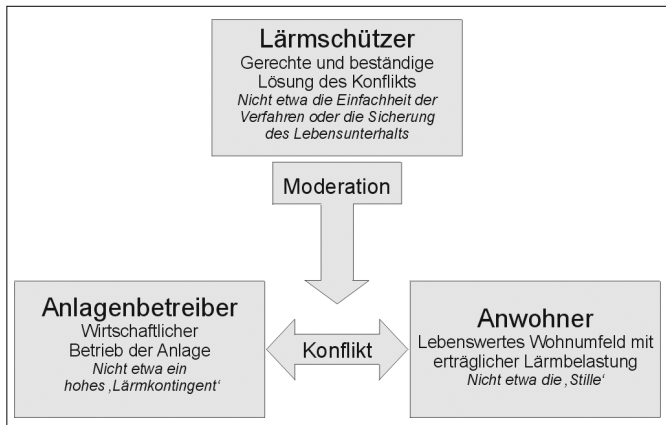 Lärmschützer
Gerechte und beständige
Lösung des Konflikts
Nicht etwa die Einfachheit der
Verfahren oder die Sicherung
des Lebensunterhalts
Moderation
Anlagenbetreiber
Wirtschaftlicher
Betrieb der Anlage
Nicht etwa ein
hohes ‚Lärmkontingent‘
Konflikt
Anwohner
Lebenswertes Wohnumfeld mit
erträglicher Lärmbelastung
Nicht etwa die ‚Stille‘